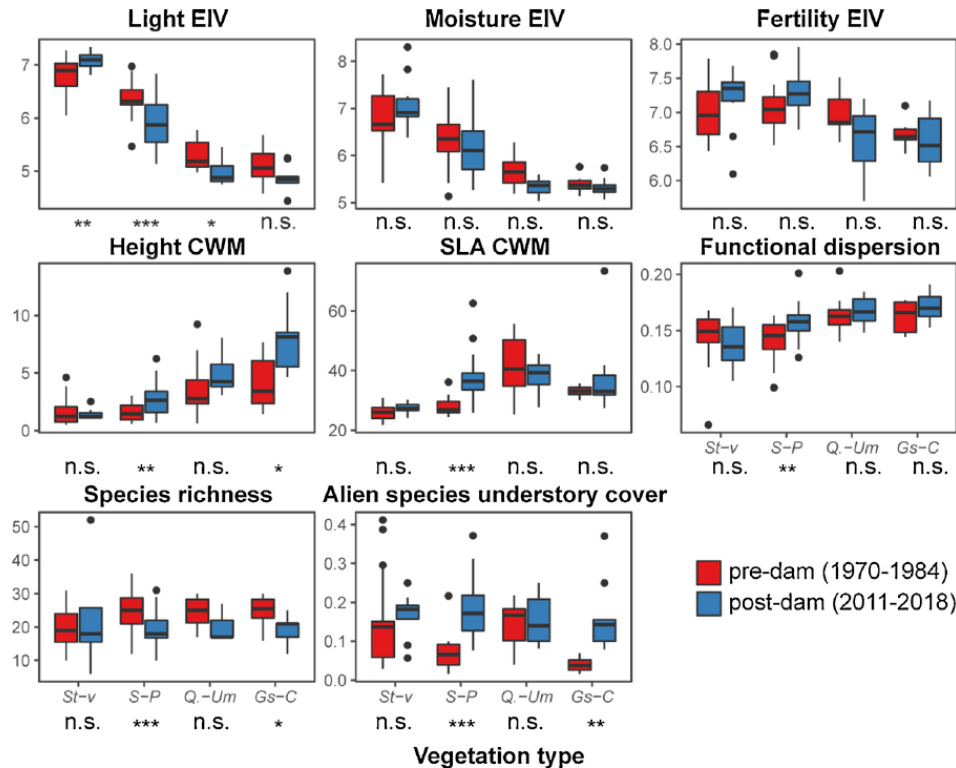 Light EIV Moisture EIV Fertility EIV
7
6
5
9
8
7
6
5
8.0
7.5
7.0
6.5
6.0
** *** * n.s. n.s. n.s. n.s. n.s. n.s. n.s. n.s. n.s.
Height CWM SLA CWM Functional dispersion
10
5
0
60
40
20
0.20
0.15
0.10
St-v S-P Q.-Um Gs-C
n.s. ** n.s. * n.s. *** n.s. n.s. n.s. ** n.s. n.s.
Species richness Alien species understory cover
50
40
30
20
10
0.4
0.3
0.2
0.1
0.0
pre-dam (1970-1984)
post-dam (2011-2018)
St-v S-P Q.-Um Gs-C St-v S-P Q.-Um Gs-C
n.s. *** n.s. * n.s. *** n.s. **
Vegetation type